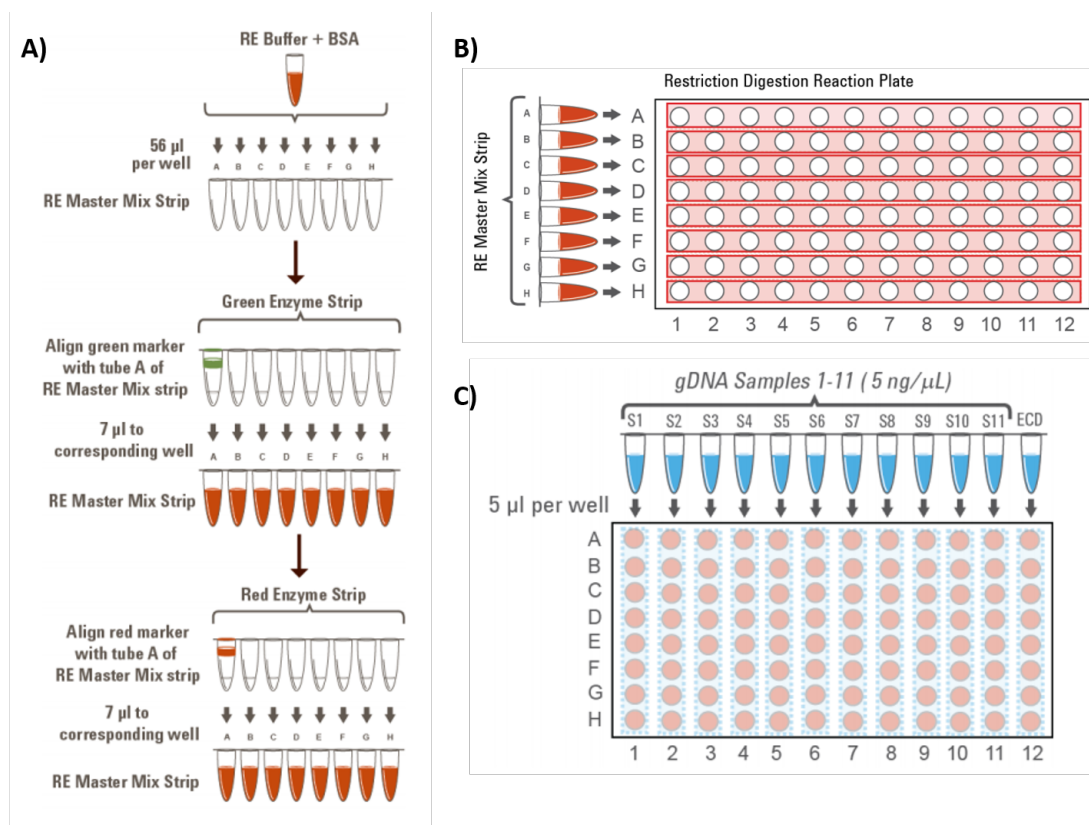 A)
RE Buffer + BSA
56 µl
per well
A B C D E F G H
RE Master Mix Strip
Green Enzyme Strip
Align green marker
with tube A of
RE Master Mix strip
7 µl to
corresponding well
A B C D E F G H
RE Master Mix Strip
Red Enzyme Strip
Align red marker
with tube A of
RE Master Mix strip
7 µl to
corresponding well
A B C D E F G H
RE Master Mix Strip
B)
Restriction Digestion Reaction Plate
RE Master Mix Strip
A A
B B
C C
D D
E E
F F
G G
H H
1 2 3 4 5 6 7 8 9 10 11 12
C)
gDNA Samples 1-11 ( 5 ng/µL)
S1 S2 S3 S4 S5 S6 S7 S8 S9 S10 S11 ECD
5 µl per well
A
B
C
D
E
F
G
H
1 2 3 4 5 6 7 8 9 10 11 12